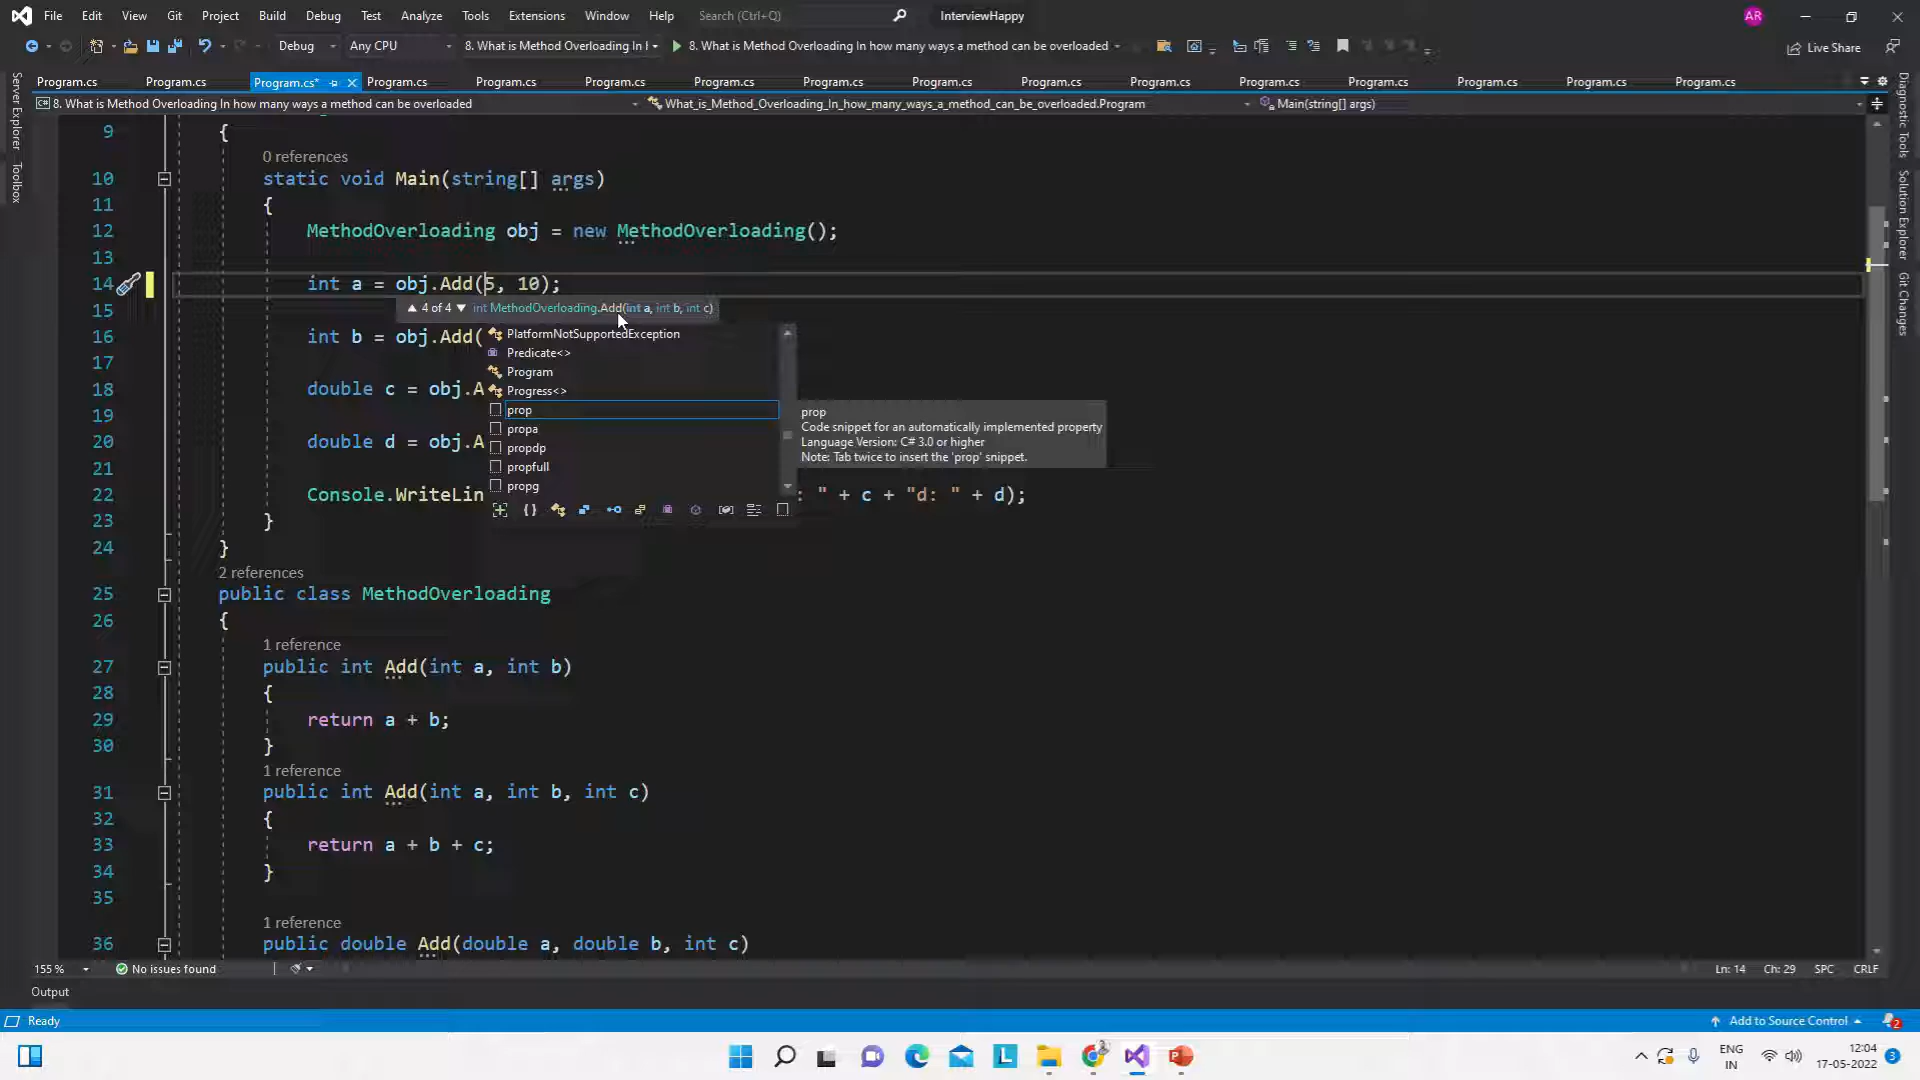 File Edit View Git Project Build Debug Test Analyze Tools Extensions Window Help Search (Ctrl+Q) InterviewHappy AR
Debug Any CPU 8. What is Method Overloading In 8. What is Method Overloading In how many ways a method can be overloaded Live Share
Program.cs Program.cs Program.cs* Program.cs Program.cs Program.cs Program.cs Program.cs Program.cs Program.cs Program.cs Program.cs Program.cs Program.cs Program.cs Program.cs
8. What is Method Overloading In how many ways a method can be overloaded What_is_Method_Overloading_In_how_many_ways_a_method_can_be_overloaded.Program Main(string[] args)
Server Explorer
Toolbox
Diagnostic Tools
Solution Explorer
Git Changes
9 {
0 references
10 static void Main(string[] args)
11 {
12 MethodOverloading obj = new MethodOverloading();
13
14 int a = obj.Add(5, 10);
15 4 of 4 int MethodOverloading.Add(int a, int b, int c)
16 int b = obj.Add(
PlatformNotSupportedException
Predicate<>
Program
Progress<>
prop
propa
propdp
propfull
propg
prop
Code snippet for an automatically implemented property
Language Version: C# 3.0 or higher
Note: Tab twice to insert the 'prop' snippet.
17
18 double c = obj.A
19
20 double d = obj.A
21
22 Console.WriteLin : " + c + "d: " + d);
23 }
24 }
2 references
25 public class MethodOverloading
26 {
1 reference
27 public int Add(int a, int b)
28 {
29 return a + b;
30 }
1 reference
31 public int Add(int a, int b, int c)
32 {
33 return a + b + c;
34 }
35
1 reference
36 public double Add(double a, double b, int c)
155 % No issues found Ln: 14 Ch: 29 SPC CRLF
Output
Ready Add to Source Control 2
ENG
IN
12:04
17-05-2022
3